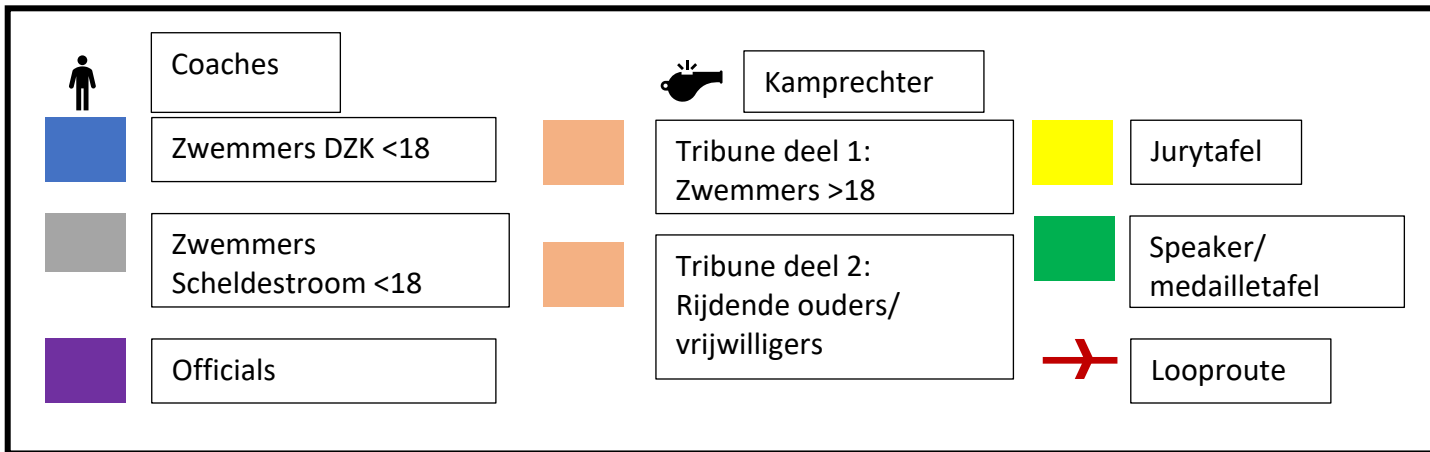 Coaches
Kamprechter
Zwemmers DZK <18
Tribune deel 1:
Zwemmers >18
Jurytafel
Zwemmers
Scheldestroom <18
Tribune deel 2:
Rijdende ouders/
vrijwilligers
Speaker/
medailletafel
Officials
Looproute